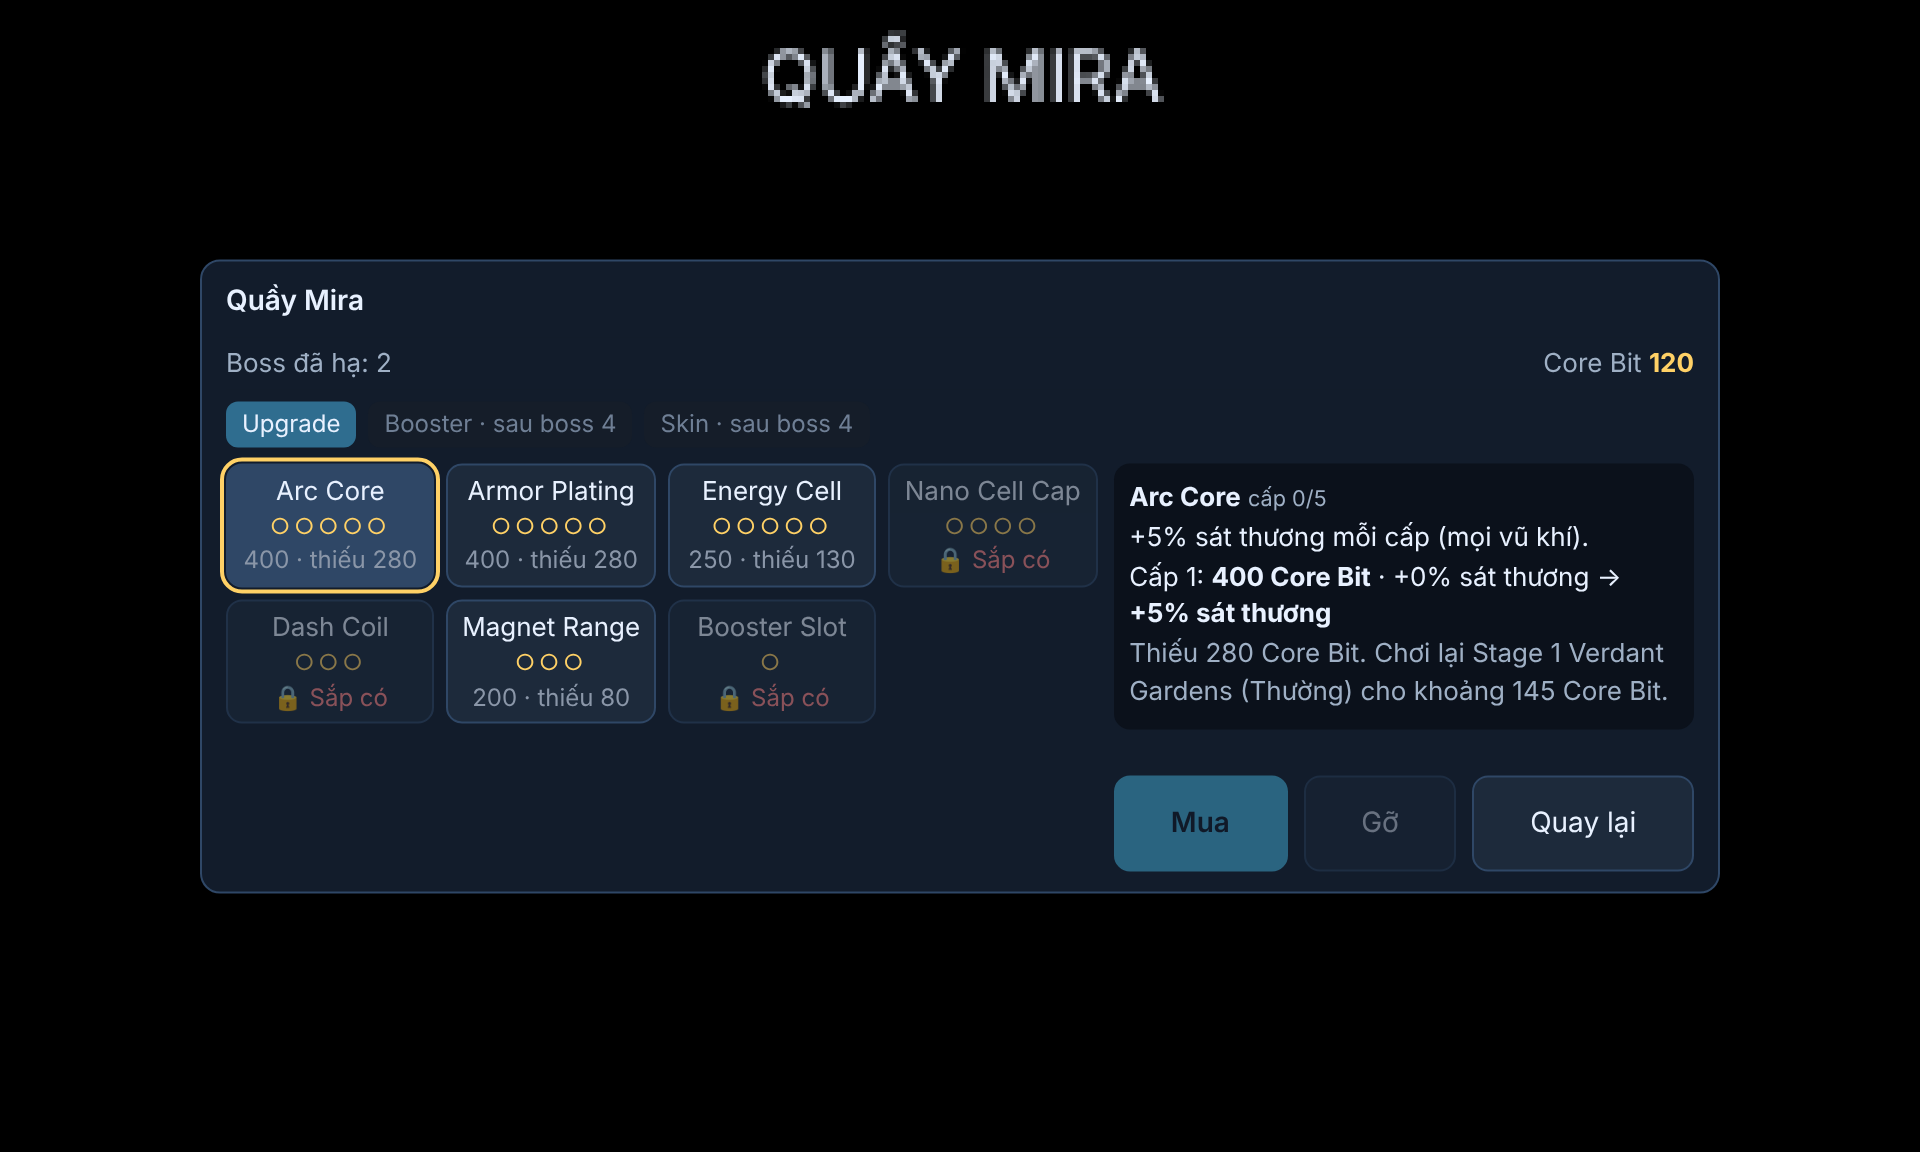 QUẦY MIRA
Quầy Mira
Boss đã hạ: 2
Core Bit 120
Upgrade
Booster · sau boss 4
Skin · sau boss 4
Arc Core
400 · thiếu 280
Armor Plating
400 · thiếu 280
Energy Cell
250 · thiếu 130
Nano Cell Cap
🔒 Sắp có
Dash Coil
🔒 Sắp có
Magnet Range
200 · thiếu 80
Booster Slot
🔒 Sắp có
Arc Core cấp 0/5
+5% sát thương mỗi cấp (mọi vũ khí).
Cấp 1: 400 Core Bit · +0% sát thương →
+5% sát thương
Thiếu 280 Core Bit. Chơi lại Stage 1 Verdant
Gardens (Thường) cho khoảng 145 Core Bit.
Mua
Gỡ
Quay lại